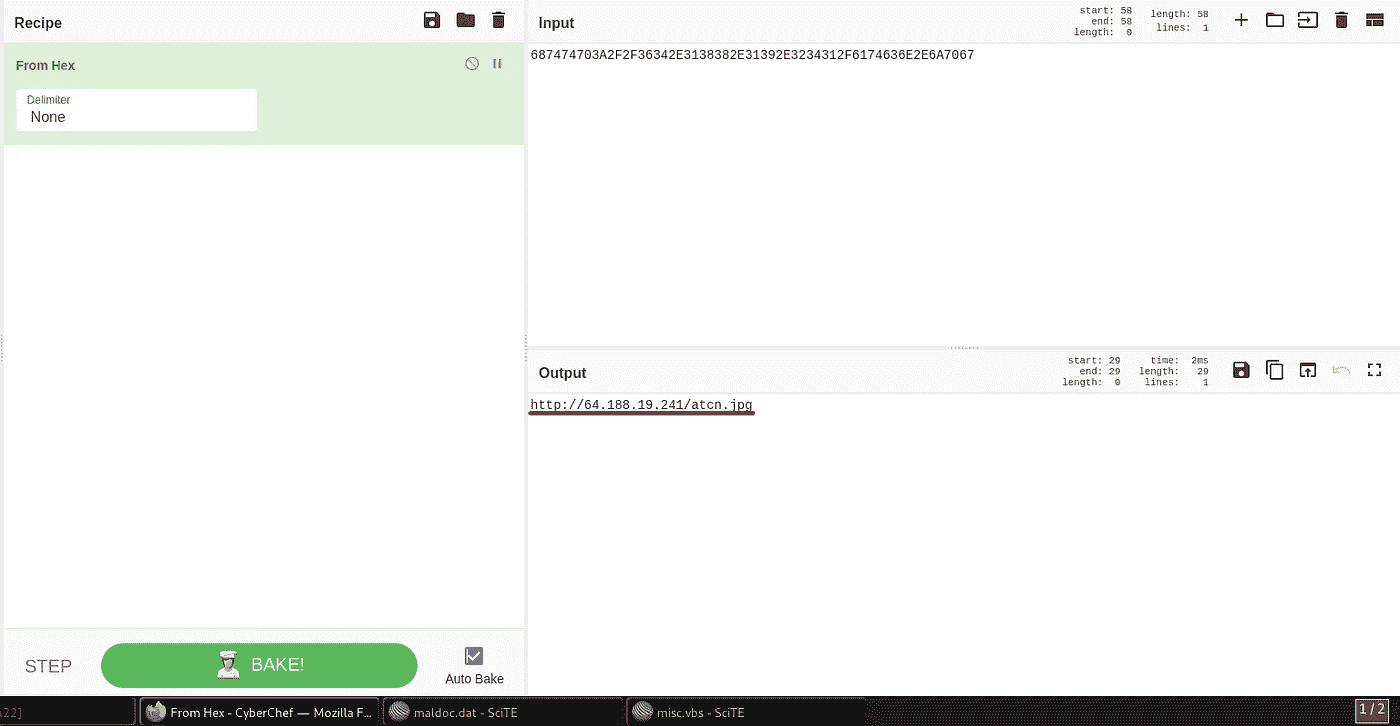 Recipe
From Hex
Delimiter
None
STEP
BAKE!
Auto Bake
Input
start: 58
end: 58
length: 0
length: 58
lines: 1
687474703A2F2F36342E3138382E31392E3234312F6174636E2E6A7067
Output
start: 29
end: 29
length: 0
time: 2ms
length: 29
lines: 1
http://64.188.19.241/atcn.jpg
a22]
From Hex - CyberChef — Mozilla F...
maldoc.dat - SciTE
misc.vbs - SciTE
1 / 2